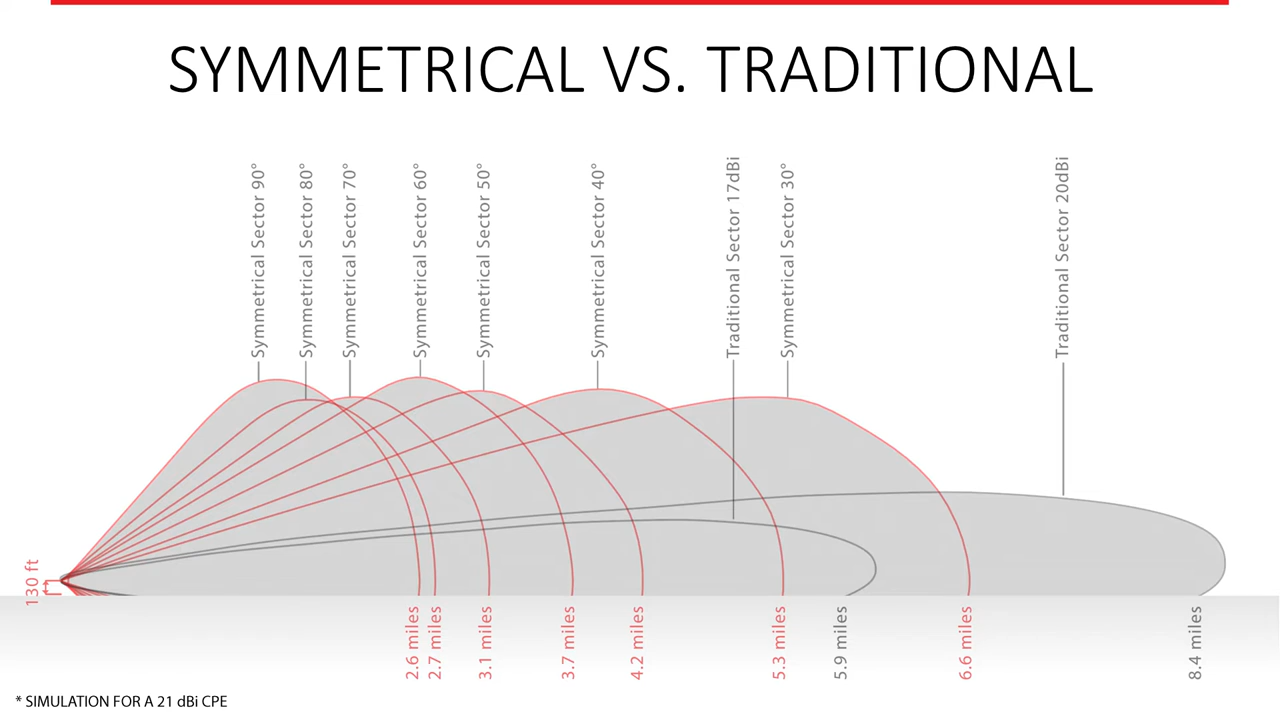 SYMMETRICAL VS. TRADITIONAL
Symmetrical Sector 90°
Symmetrical Sector 80°
Symmetrical Sector 70°
Symmetrical Sector 60°
Symmetrical Sector 50°
Symmetrical Sector 40°
Traditional Sector 17dBi
Symmetrical Sector 30°
Traditional Sector 20dBi
130 ft
2.6 miles
2.7 miles
3.1 miles
3.7 miles
4.2 miles
5.3 miles
5.9 miles
6.6 miles
8.4 miles
* SIMULATION FOR A 21 dBi CPE